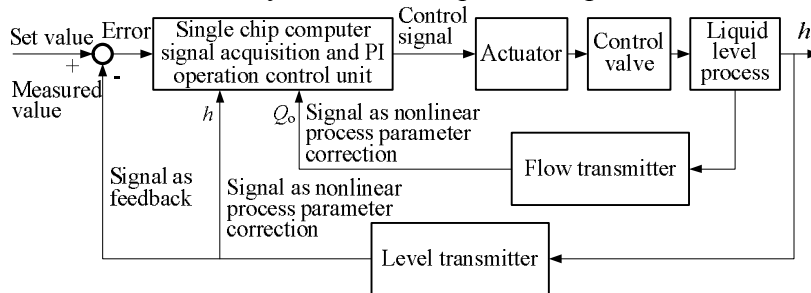 Set value
+
Measured
value
Error
-
Single chip computer
signal acquisition and PI
operation control unit
Control
signal
Actuator
Control
valve
Liquid
level
process
h
h
Qo
Signal as nonlinear
process parameter
correction
Flow transmitter
Signal as
feedback
Signal as nonlinear
process parameter
correction
Level transmitter